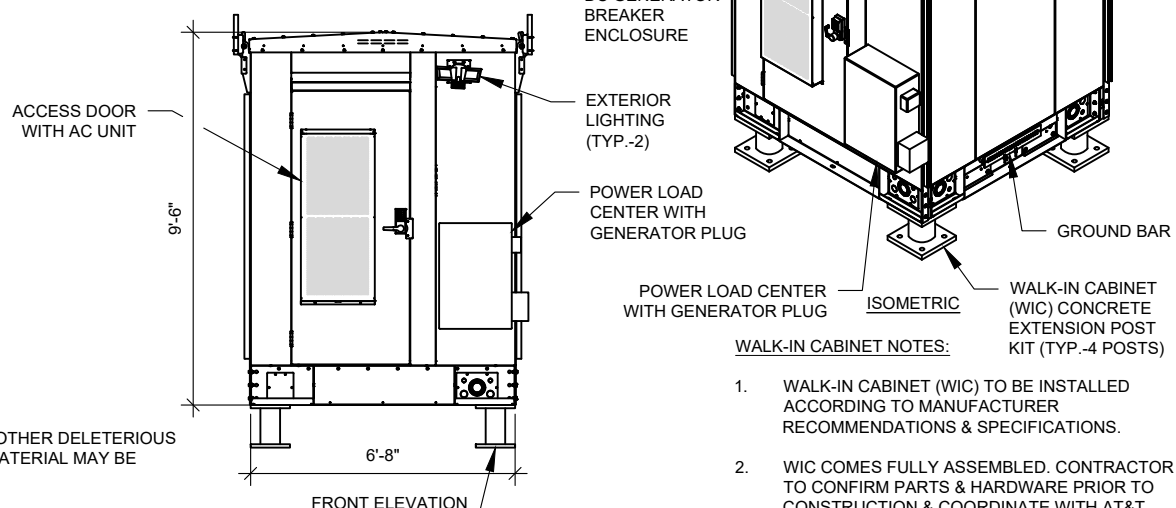 BREAKER
ENCLOSURE
ACCESS DOOR
WITH AC UNIT
EXTERIOR
LIGHTING
(TYP.-2)
9'-6"
POWER LOAD
CENTER WITH
GENERATOR PLUG
GROUND BAR
POWER LOAD CENTER
WITH GENERATOR PLUG
ISOMETRIC
WALK-IN CABINET
(WIC) CONCRETE
EXTENSION POST
KIT (TYP.-4 POSTS)
OTHER DELETERIOUS
ATERIAL MAY BE
6'-8"
FRONT ELEVATION
WALK-IN CABINET NOTES:
1. WALK-IN CABINET (WIC) TO BE INSTALLED
ACCORDING TO MANUFACTURER
RECOMMENDATIONS & SPECIFICATIONS.
2. WIC COMES FULLY ASSEMBLED. CONTRACTOR
TO CONFIRM PARTS & HARDWARE PRIOR TO
CONSTRUCTION & COORDINATE WITH AT&T